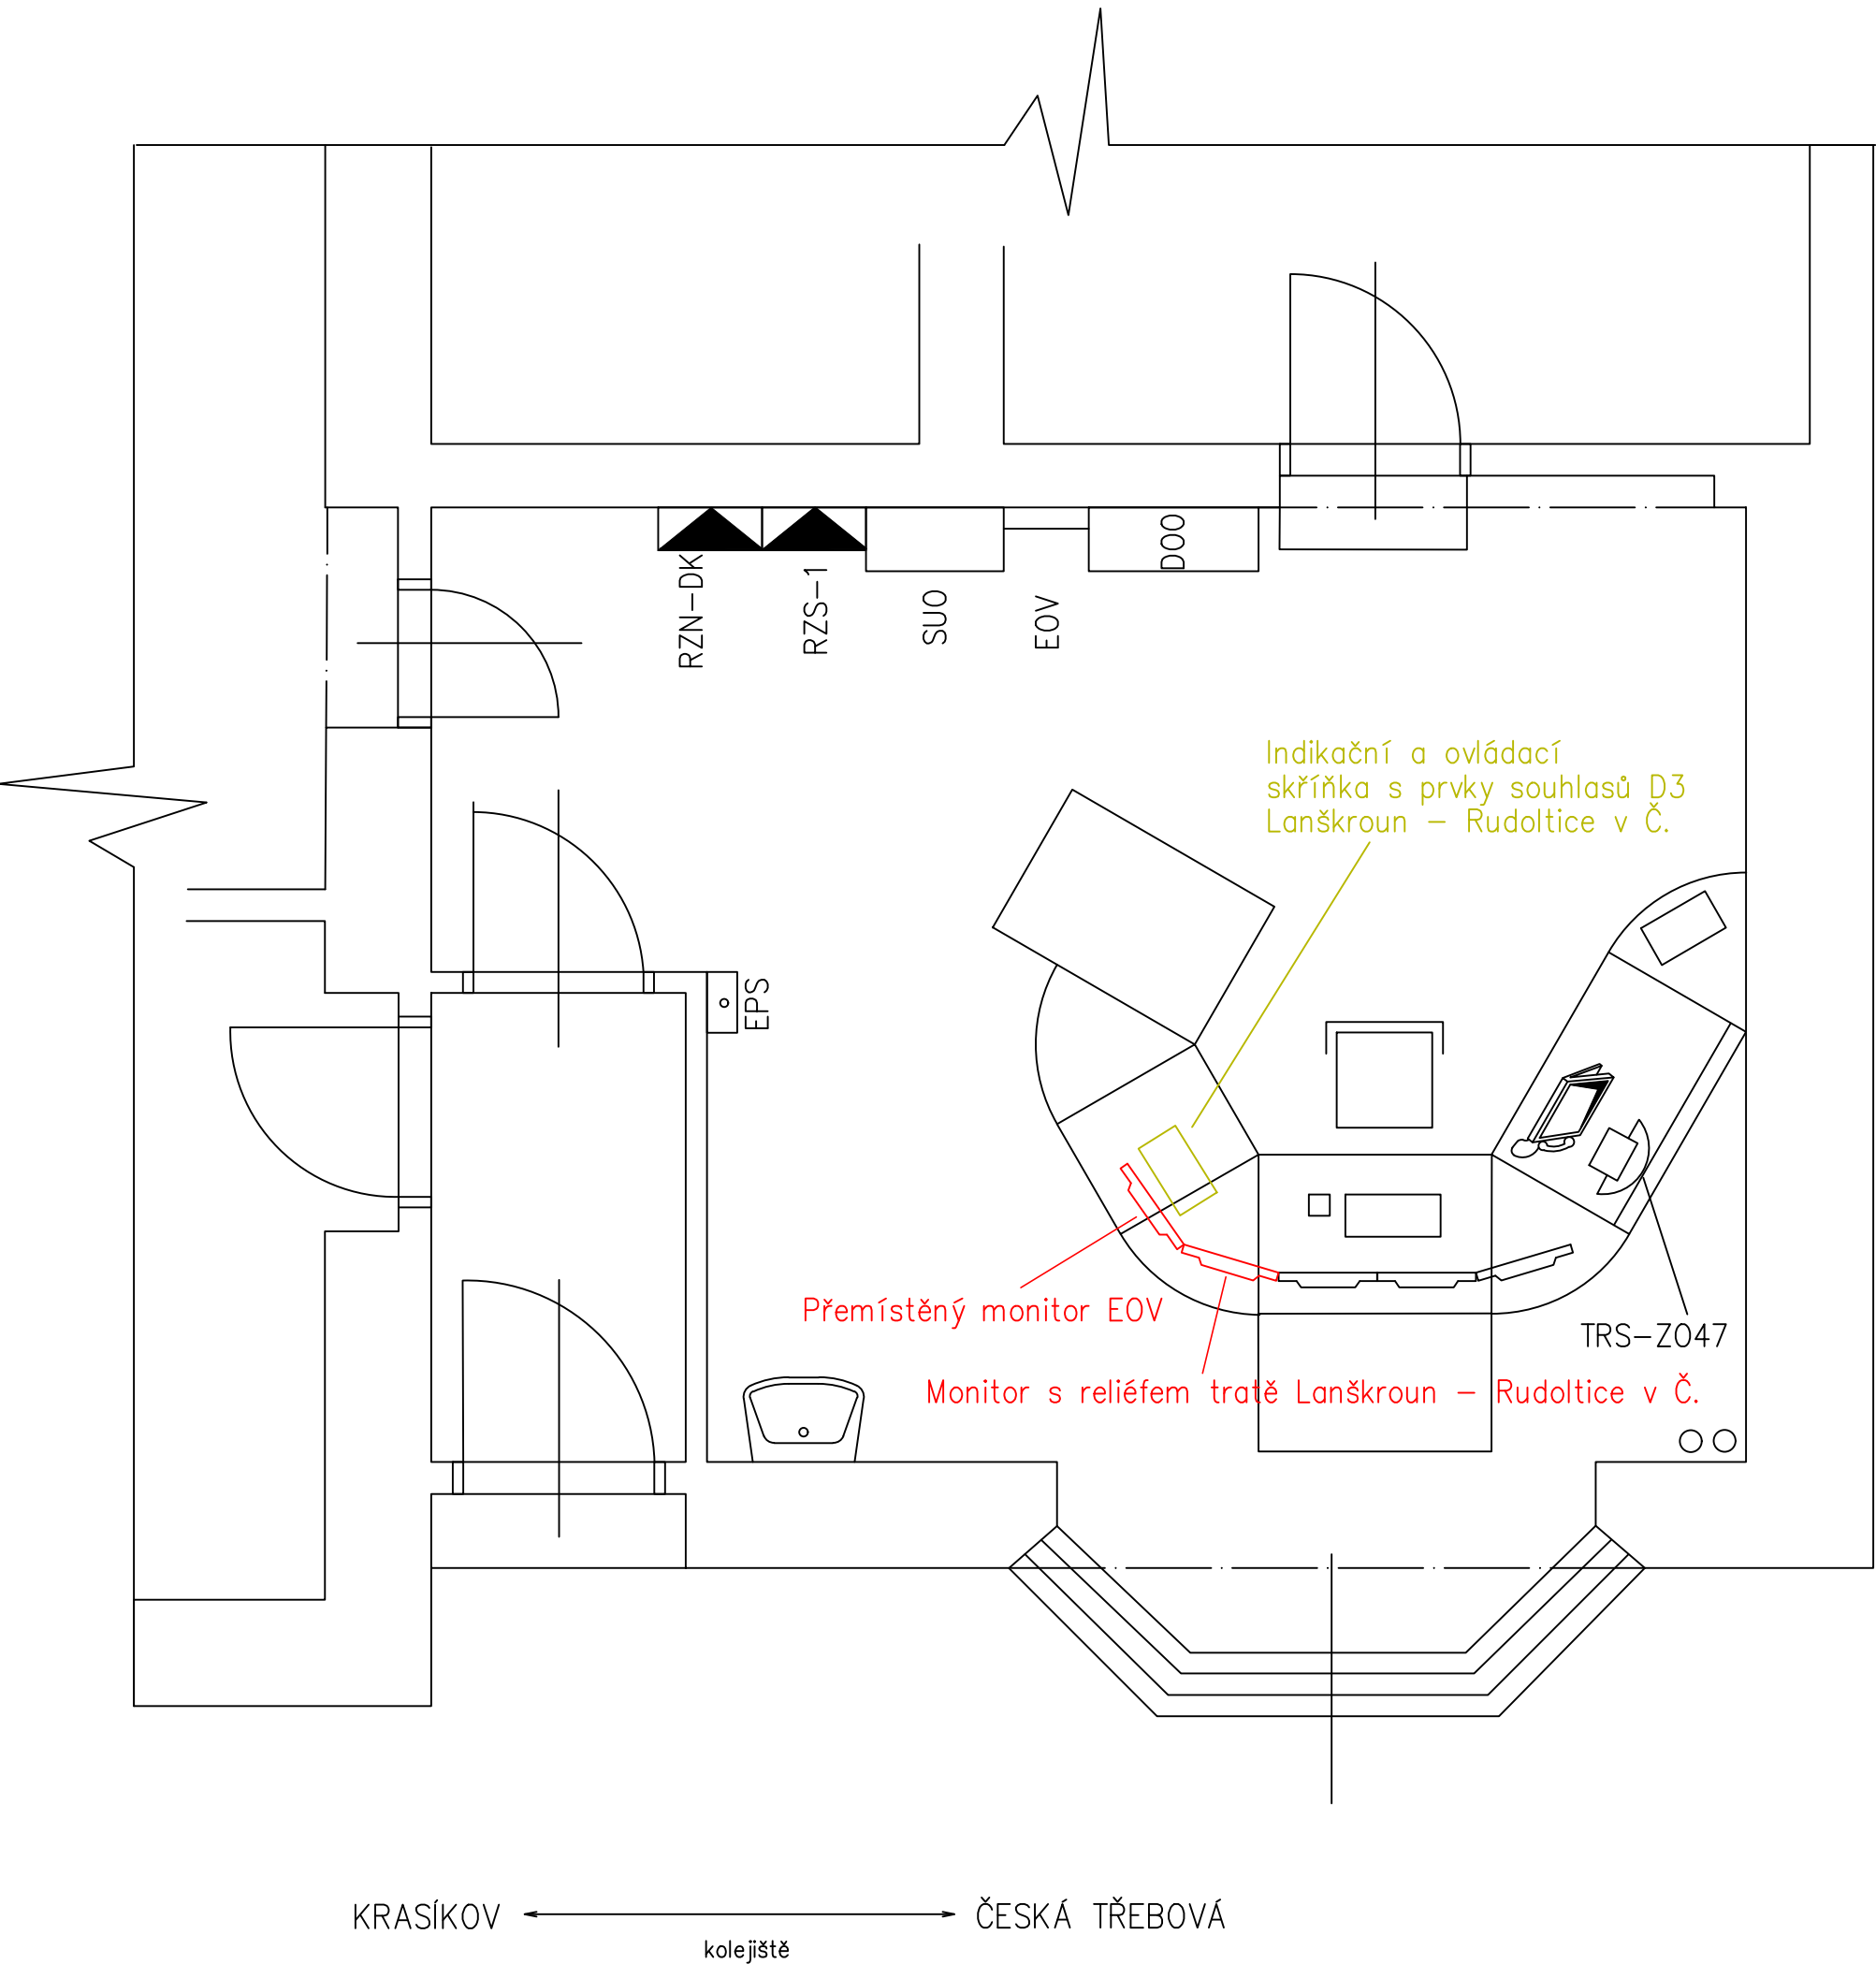 RZN-DK
RZS-1
SUO
EOV
DOO
Indikační a ovládací
skříňka s prvky souhlasů D3
Lanškroun - Rudoltice v Č.
EPS
Přemístěný monitor EOV
TRS-ZO47
Monitor s reliéfem tratě Lanškroun - Rudoltice v Č.
KRASÍKOV
ČESKÁ TŘEBOVÁ
kolejiště